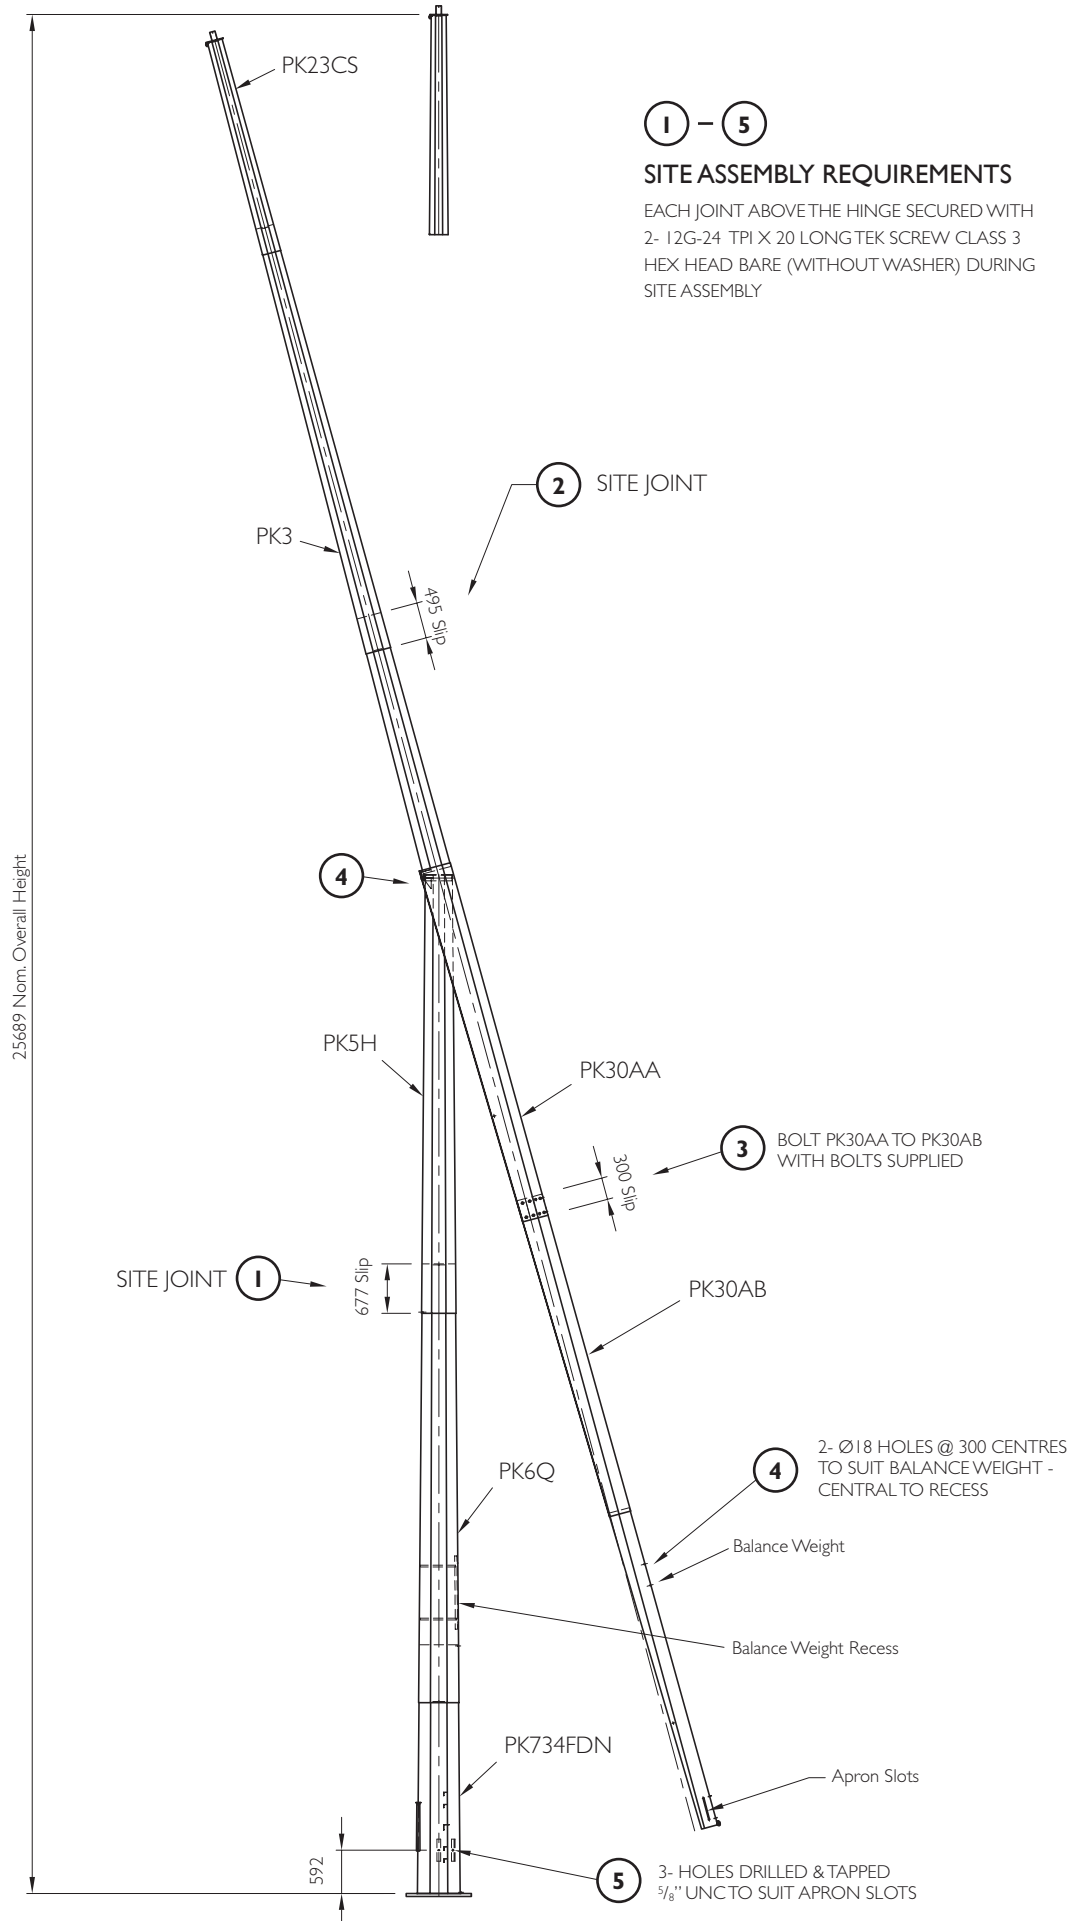 PK23CS
1 – 5
SITE ASSEMBLY REQUIREMENTS
EACH JOINT ABOVE THE HINGE SECURED WITH
2- 12G-24 TPI X 20 LONG TEK SCREW CLASS 3
HEX HEAD BARE (WITHOUT WASHER) DURING
SITE ASSEMBLY
2 SITE JOINT
PK3
495 Slip
4
25689 Nom. Overall Height
PK5H
PK30AA
3 BOLT PK30AA TO PK30AB
WITH BOLTS SUPPLIED
300 Slip
SITE JOINT 1
677 Slip
PK30AB
4 2- Ø18 HOLES @ 300 CENTRES
TO SUIT BALANCE WEIGHT -
CENTRAL TO RECESS
PK6Q
Balance Weight
Balance Weight Recess
PK734FDN
Apron Slots
592
5 3- HOLES DRILLED & TAPPED
5/8" UNC TO SUIT APRON SLOTS